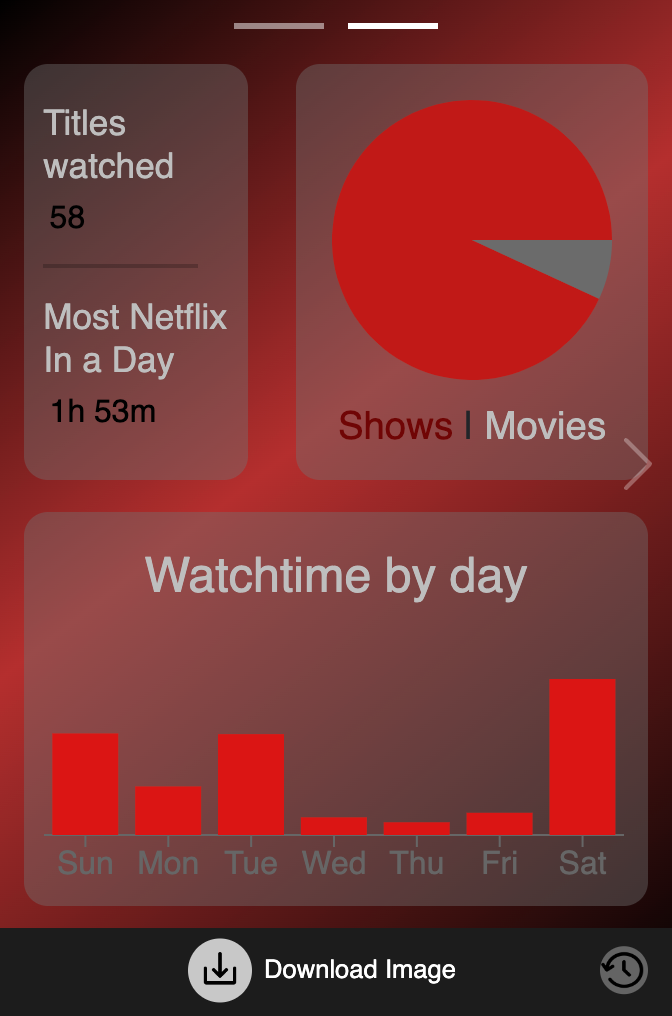 Titles
watched
58
Most Netflix
In a Day
1h 53m
Shows | Movies
Watchtime by day
Sun Mon Tue Wed Thu Fri Sat
Download Image